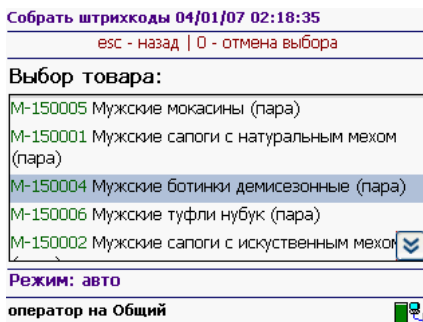 Собрать штрихкоды 04/01/07 02:18:35
esc - назад | 0 - отмена выбора
Выбор товара:
М-150005 Мужские мокасины (пара)
М-150001 Мужские сапоги с натуральным мехом
(пара)
М-150004 Мужские ботинки демисезонные (пара)
М-150006 Мужские туфли нубук (пара)
М-150002 Мужские сапоги с искуственным мехом
Режим: авто
оператор на Общий